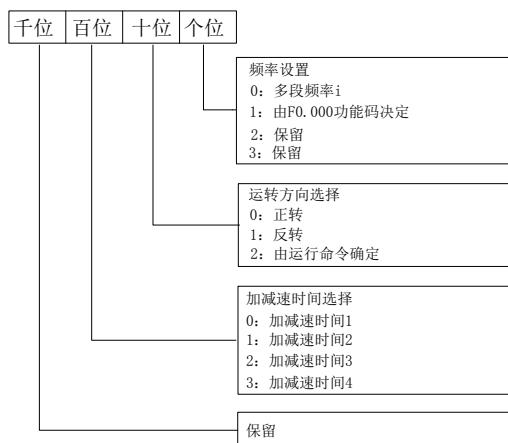 千位 百位 十位 个位
频率设置
0：多段频率i
1：由F0.000功能码决定
2：保留
3：保留
运转方向选择
0：正转
1：反转
2：由运行命令确定
加减速时间选择
0：加减速时间1
1：加减速时间2
2：加减速时间3
3：加减速时间4
保留